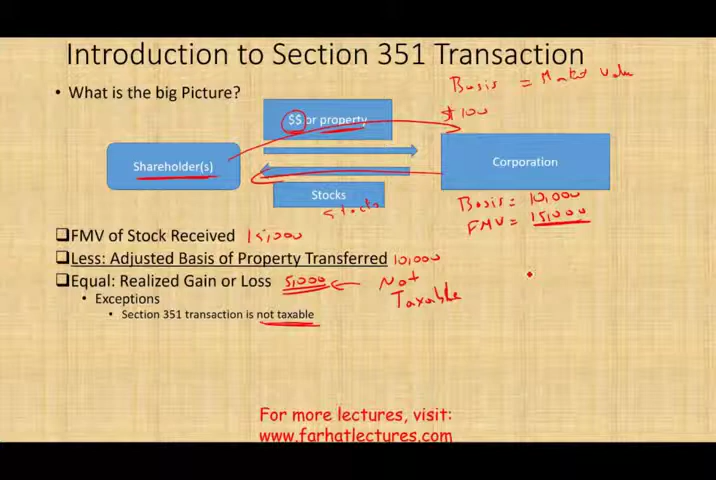 Introduction to Section 351 Transaction
• What is the big Picture?
Basis = Market Value
$100
$$ or property
Shareholder(s)
Corporation
Stocks
Stocks
Basis = 10,000
FMV = 15,000
❑FMV of Stock Received 15,000
❑Less: Adjusted Basis of Property Transferred 10,000
❑Equal: Realized Gain or Loss 5,000 ← Not
Taxable
• Exceptions
• Section 351 transaction is not taxable
For more lectures, visit:
www.farhatlectures.com